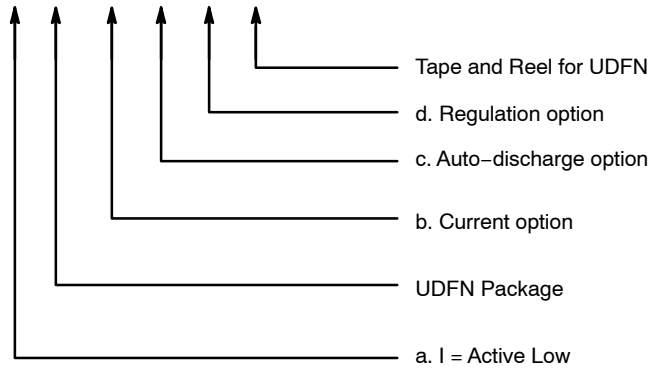 Tape and Reel for UDFN
d. Regulation option
c. Auto−discharge option
b. Current option
UDFN Package
a. I = Active Low